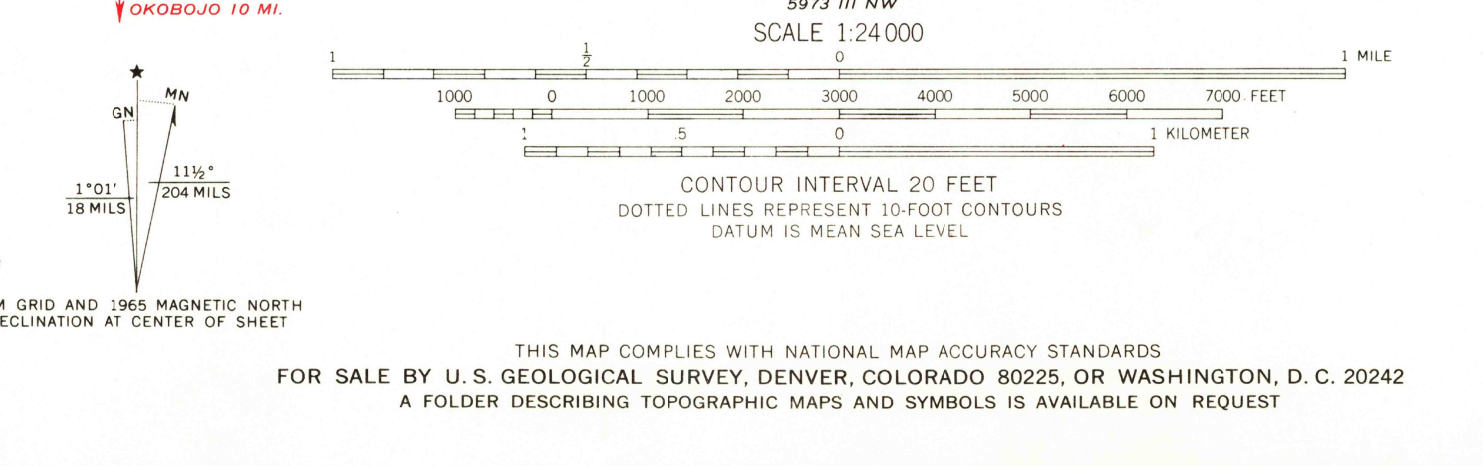 OKOBOJO 10 MI.
5973 III NW
SCALE 1:24 000
1 ½ 0 1 MILE
1000 0 1000 2000 3000 4000 5000 6000 7000 FEET
1 .5 0 1 KILOMETER
CONTOUR INTERVAL 20 FEET
DOTTED LINES REPRESENT 10-FOOT CONTOURS
DATUM IS MEAN SEA LEVEL
★
MN
GN
11½°
204 MILS
1°01′
18 MILS
M GRID AND 1965 MAGNETIC NORTH
ECLINATION AT CENTER OF SHEET
THIS MAP COMPLIES WITH NATIONAL MAP ACCURACY STANDARDS
FOR SALE BY U. S. GEOLOGICAL SURVEY, DENVER, COLORADO 80225, OR WASHINGTON, D. C. 20242
A FOLDER DESCRIBING TOPOGRAPHIC MAPS AND SYMBOLS IS AVAILABLE ON REQUEST